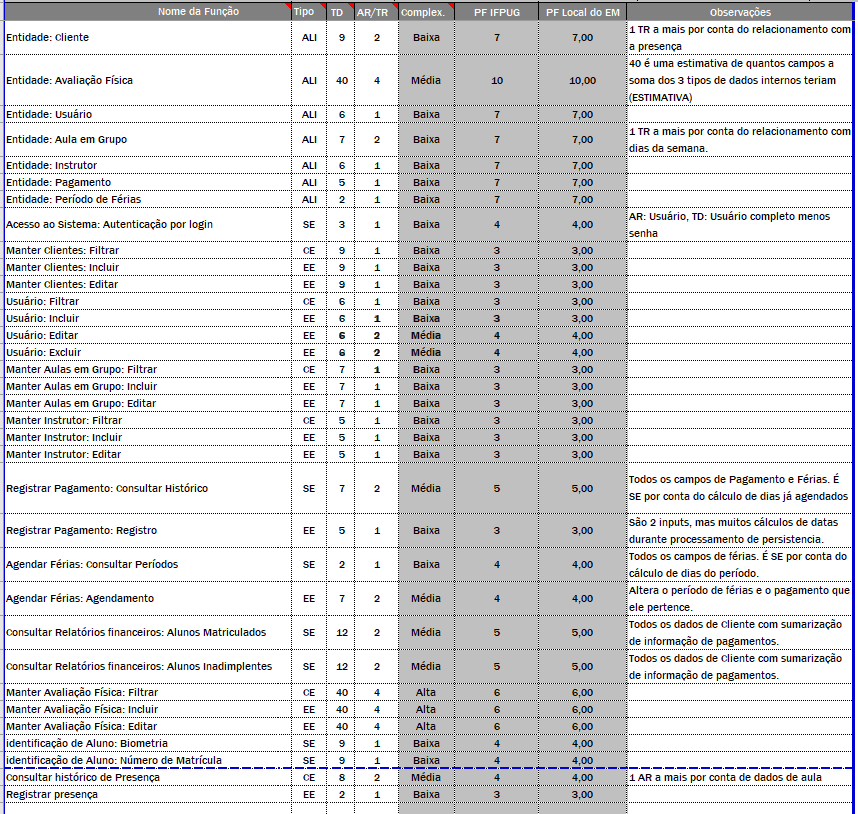 Nome da Função Tipo TD AR/TR Complex. PF IFPUG PF Local do EM Observações
Entidade: Cliente ALI 9 2 Baixa 7 7,00 1 TR a mais por conta do relacionamento com
a presença
Entidade: Avaliação Física ALI 40 4 Média 10 10,00 40 é uma estimativa de quantos campos a
soma dos 3 tipos de dados internos teriam
(ESTIMATIVA)
Entidade: Usuário ALI 6 1 Baixa 7 7,00
Entidade: Aula em Grupo ALI 7 2 Baixa 7 7,00 1 TR a mais por conta do relacionamento com
dias da semana.
Entidade: Instrutor ALI 6 1 Baixa 7 7,00
Entidade: Pagamento ALI 5 1 Baixa 7 7,00
Entidade: Período de Férias ALI 2 1 Baixa 7 7,00
Acesso ao Sistema: Autenticação por login SE 3 1 Baixa 4 4,00 AR: Usuário, TD: Usuário completo menos
senha
Manter Clientes: Filtrar CE 9 1 Baixa 3 3,00
Manter Clientes: Incluir EE 9 1 Baixa 3 3,00
Manter Clientes: Editar EE 9 1 Baixa 3 3,00
Usuário: Filtrar CE 6 1 Baixa 3 3,00
Usuário: Incluir EE 6 1 Baixa 3 3,00
Usuário: Editar EE 6 2 Média 4 4,00
Usuário: Excluir EE 6 2 Média 4 4,00
Manter Aulas em Grupo: Filtrar CE 7 1 Baixa 3 3,00
Manter Aulas em Grupo: Incluir EE 7 1 Baixa 3 3,00
Manter Aulas em Grupo: Editar EE 7 1 Baixa 3 3,00
Manter Instrutor: Filtrar CE 5 1 Baixa 3 3,00
Manter Instrutor: Incluir EE 5 1 Baixa 3 3,00
Manter Instrutor: Editar EE 5 1 Baixa 3 3,00
Registrar Pagamento: Consultar Histórico SE 7 2 Média 5 5,00 Todos os campos de Pagamento e Férias. É
SE por conta do cálculo de dias já agendados
Registrar Pagamento: Registro EE 5 1 Baixa 3 3,00 São 2 inputs, mas muitos cálculos de datas
durante processamento de persistencia.
Agendar Férias: Consultar Períodos SE 2 1 Baixa 4 4,00 Todos os campos de férias. É SE por conta do
cálculo de dias do período.
Agendar Férias: Agendamento EE 7 2 Média 4 4,00 Altera o período de férias e o pagamento que
ele pertence.
Consultar Relatórios financeiros: Alunos Matriculados SE 12 2 Média 5 5,00 Todos os dados de Cliente com sumarização
de informação de pagamentos.
Consultar Relatórios financeiros: Alunos Inadimplentes SE 12 2 Média 5 5,00 Todos os dados de Cliente com sumarização
de informação de pagamentos.
Manter Avaliação Física: Filtrar CE 40 4 Alta 6 6,00
Manter Avaliação Física: Incluir EE 40 4 Alta 6 6,00
Manter Avaliação Física: Editar EE 40 4 Alta 6 6,00
identificação de Aluno: Biometria SE 9 1 Baixa 4 4,00
identificação de Aluno: Número de Matrícula SE 9 1 Baixa 4 4,00
Consultar histórico de Presença CE 8 2 Média 4 4,00 1 AR a mais por conta de dados de aula
Registrar presença EE 2 1 Baixa 3 3,00